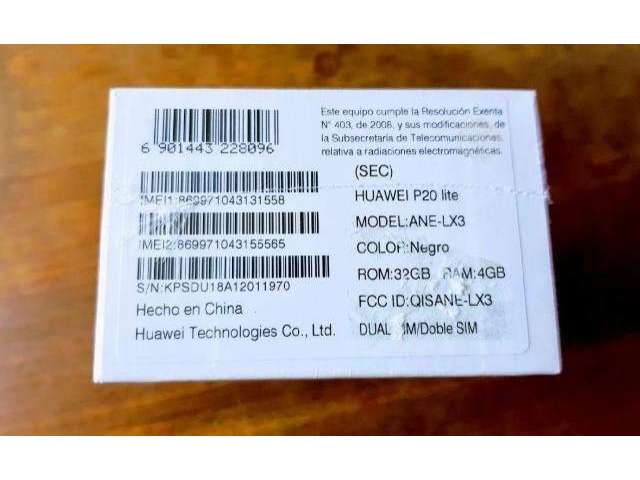 6 901443 228096
Este equipo cumple la Resolución Exenta
N° 403, de 2008, y sus modificaciones, de
la Subsecretaría de Telecomunicaciones,
relativa a radiaciones electromagnéticas.
(SEC)
IMEI1:869971043131558
IMEI2:869971043155565
S/N:KPSDU18A12011970
Hecho en China
Huawei Technologies Co., Ltd.
HUAWEI P20 lite
MODEL:ANE-LX3
COLOR:Negro
ROM:32GB RAM:4GB
FCC ID:QISANE-LX3
DUAL SIM/Doble SIM